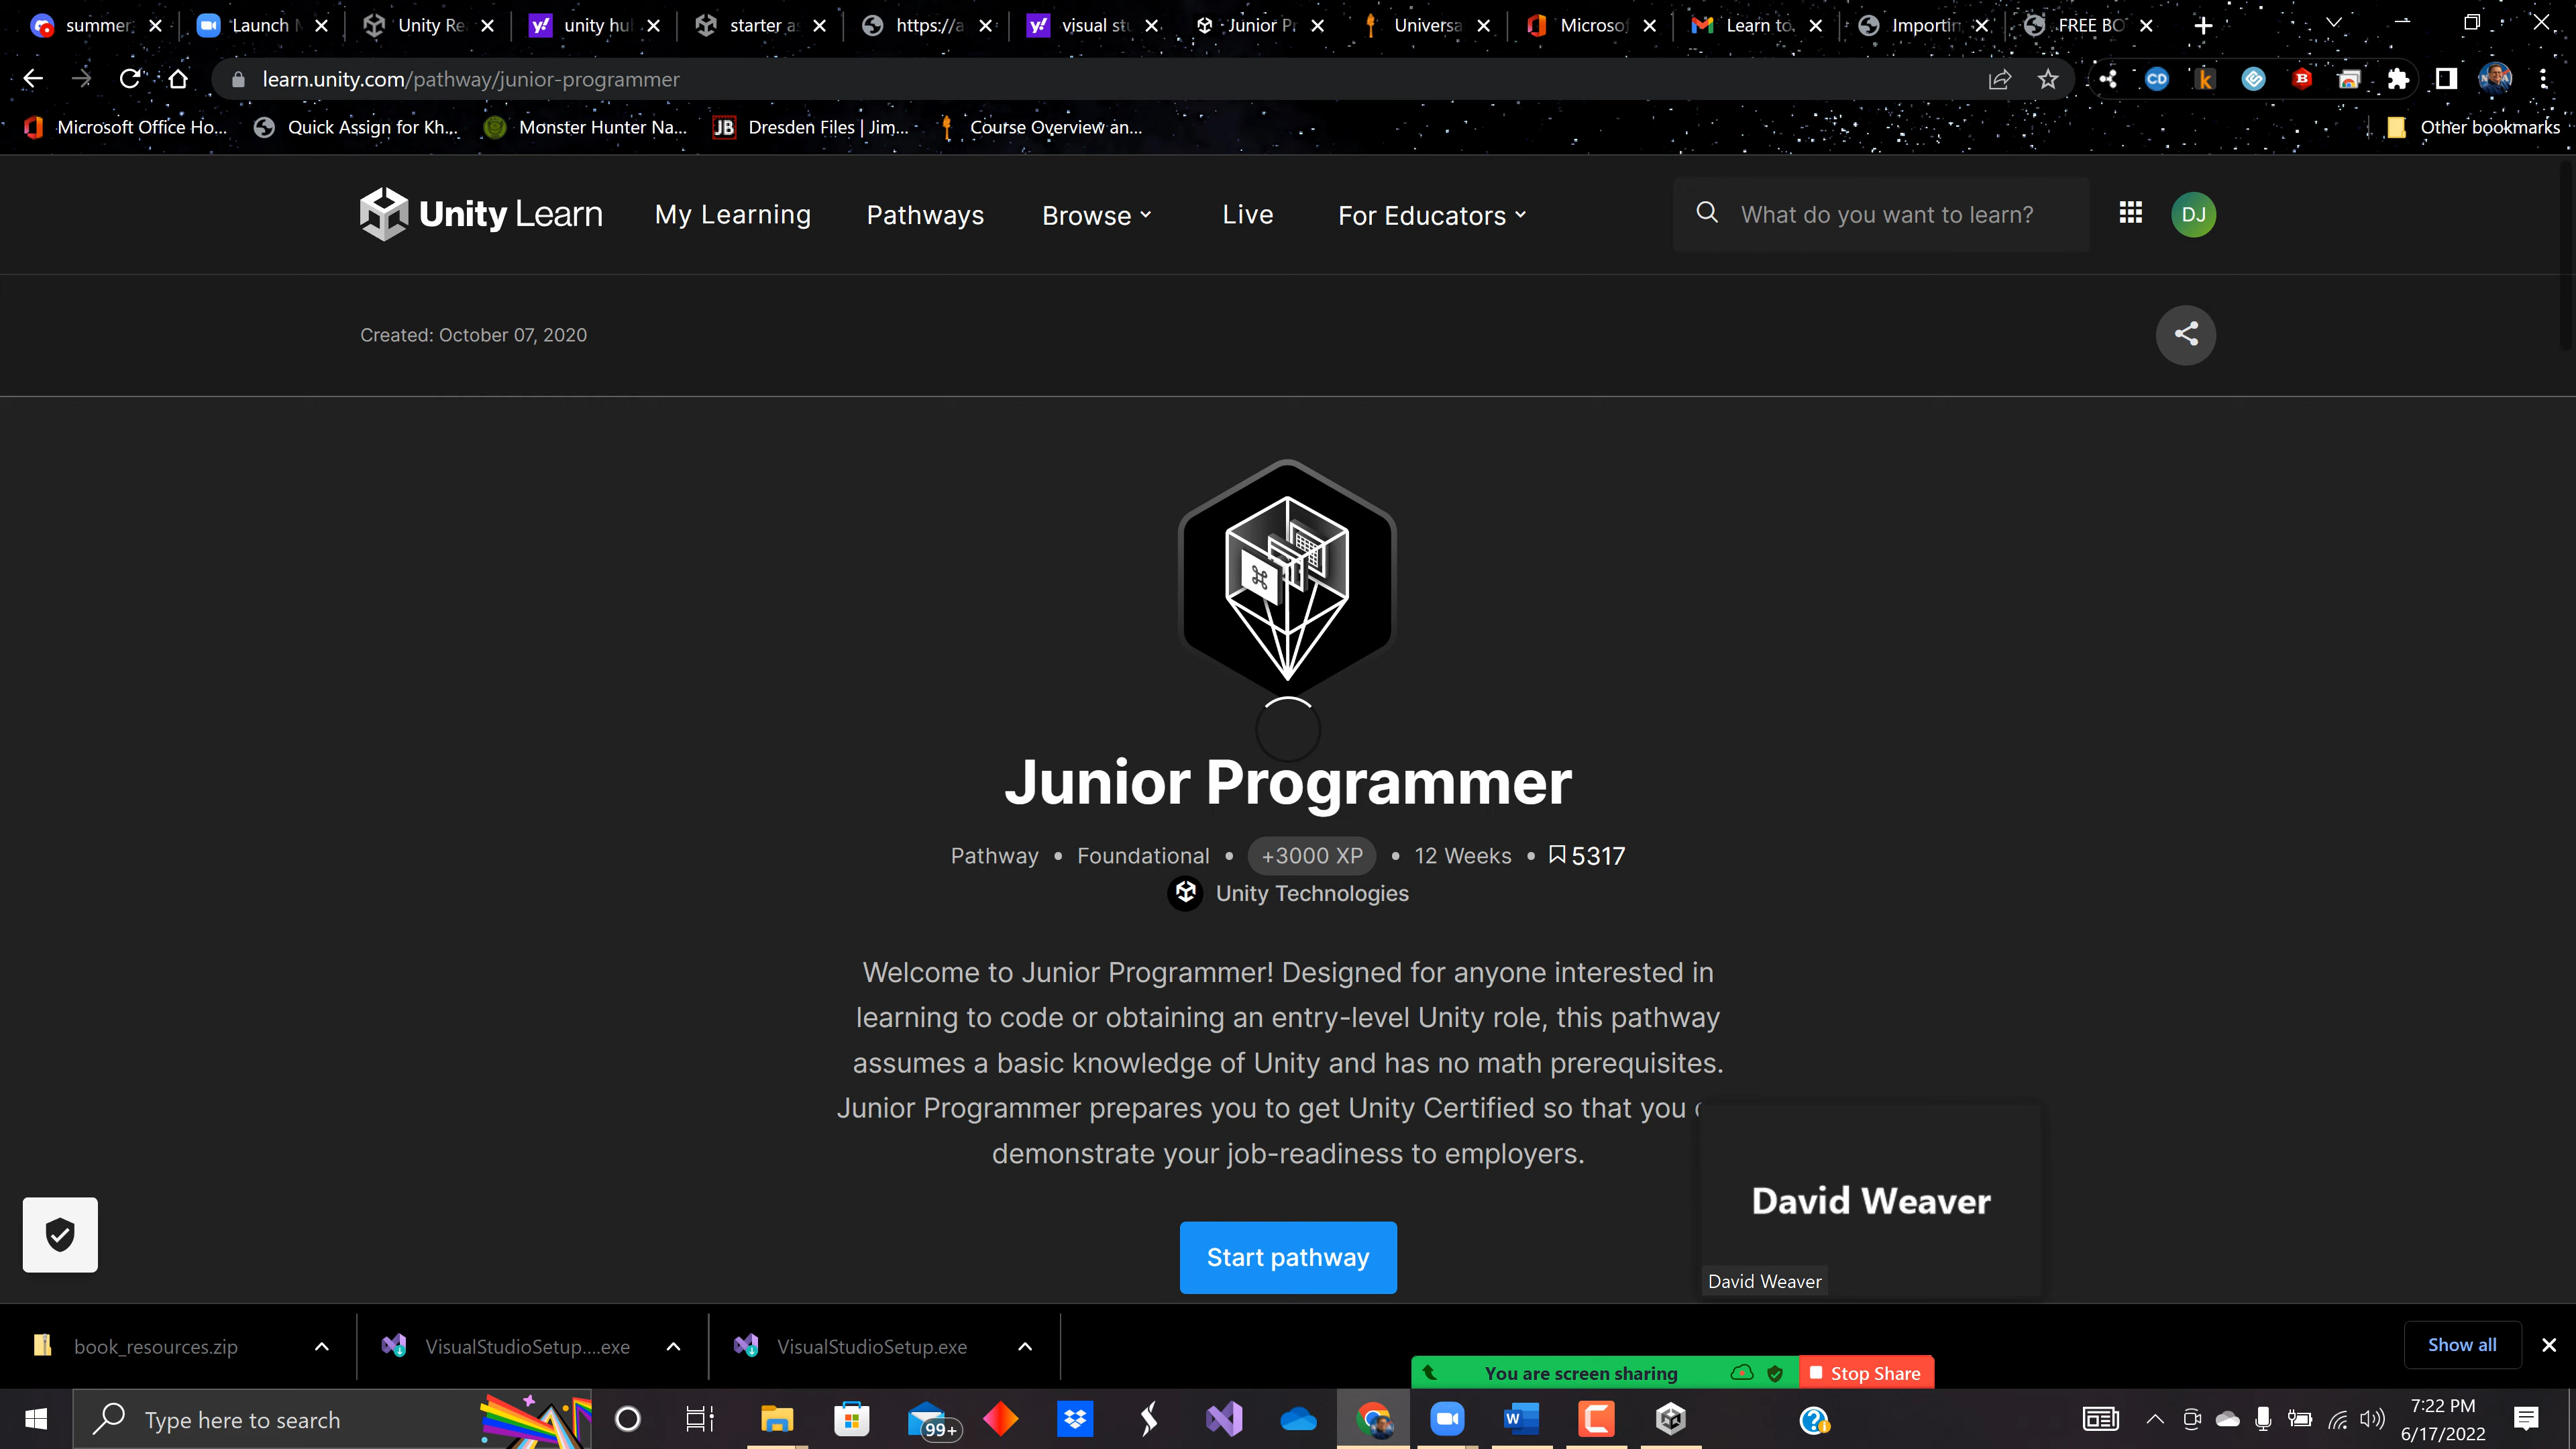 summer
Launch M
Unity Re
unity hul
starter as
https://a
visual stu
Junior Pr
Universa
Microsof
Learn to
Importin
FREE BO
learn.unity.com/pathway/junior-programmer
CD
k
B
Microsoft Office Ho...
Quick Assign for Kh...
Monster Hunter Na...
JB
Dresden Files | Jim...
Course Overview an...
Other bookmarks
Unity Learn
My Learning
Pathways
Browse
Live
For Educators
What do you want to learn?
DJ
Created: October 07, 2020
Junior Programmer
Pathway • Foundational • +3000 XP • 12 Weeks • 5317
Unity Technologies
Welcome to Junior Programmer! Designed for anyone interested in
learning to code or obtaining an entry-level Unity role, this pathway
assumes a basic knowledge of Unity and has no math prerequisites.
Junior Programmer prepares you to get Unity Certified so that you
demonstrate your job-readiness to employers.
David Weaver
David Weaver
Start pathway
book_resources.zip
VisualStudioSetup....exe
VisualStudioSetup.exe
Show all
You are screen sharing
Stop Share
Type here to search
99+
7:22 PM
6/17/2022